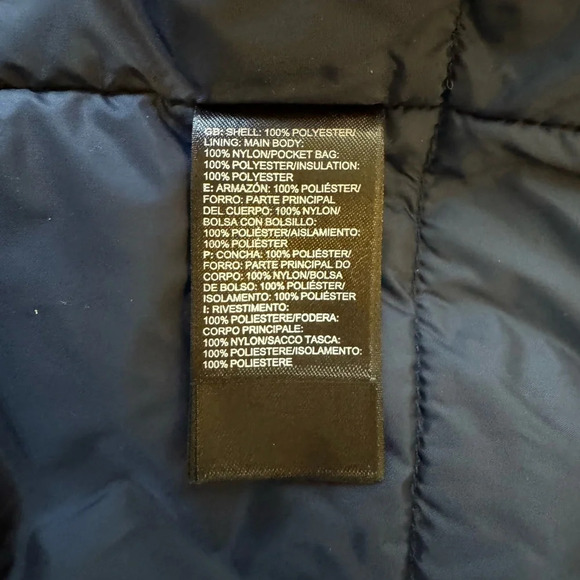 GB: SHELL: 100% POLYESTER/
LINING: MAIN BODY:
100% NYLON/POCKET BAG:
100% POLYESTER/INSULATION:
100% POLYESTER
E: ARMAZÓN: 100% POLIÉSTER/
FORRO: PARTE PRINCIPAL
DEL CUERPO: 100% NYLON/
BOLSA CON BOLSILLO:
100% POLIÉSTER/AISLAMIENTO:
100% POLIÉSTER
P: CONCHA: 100% POLIÉSTER/
FORRO: PARTE PRINCIPAL DO
CORPO: 100% NYLON/BOLSA
DE BOLSO: 100% POLIÉSTER/
ISOLAMENTO: 100% POLIÉSTER
I: RIVESTIMENTO:
100% POLIESTERE/FODERA:
CORPO PRINCIPALE:
100% NYLON/SACCO TASCA:
100% POLIESTERE/ISOLAMENTO:
100% POLIESTERE